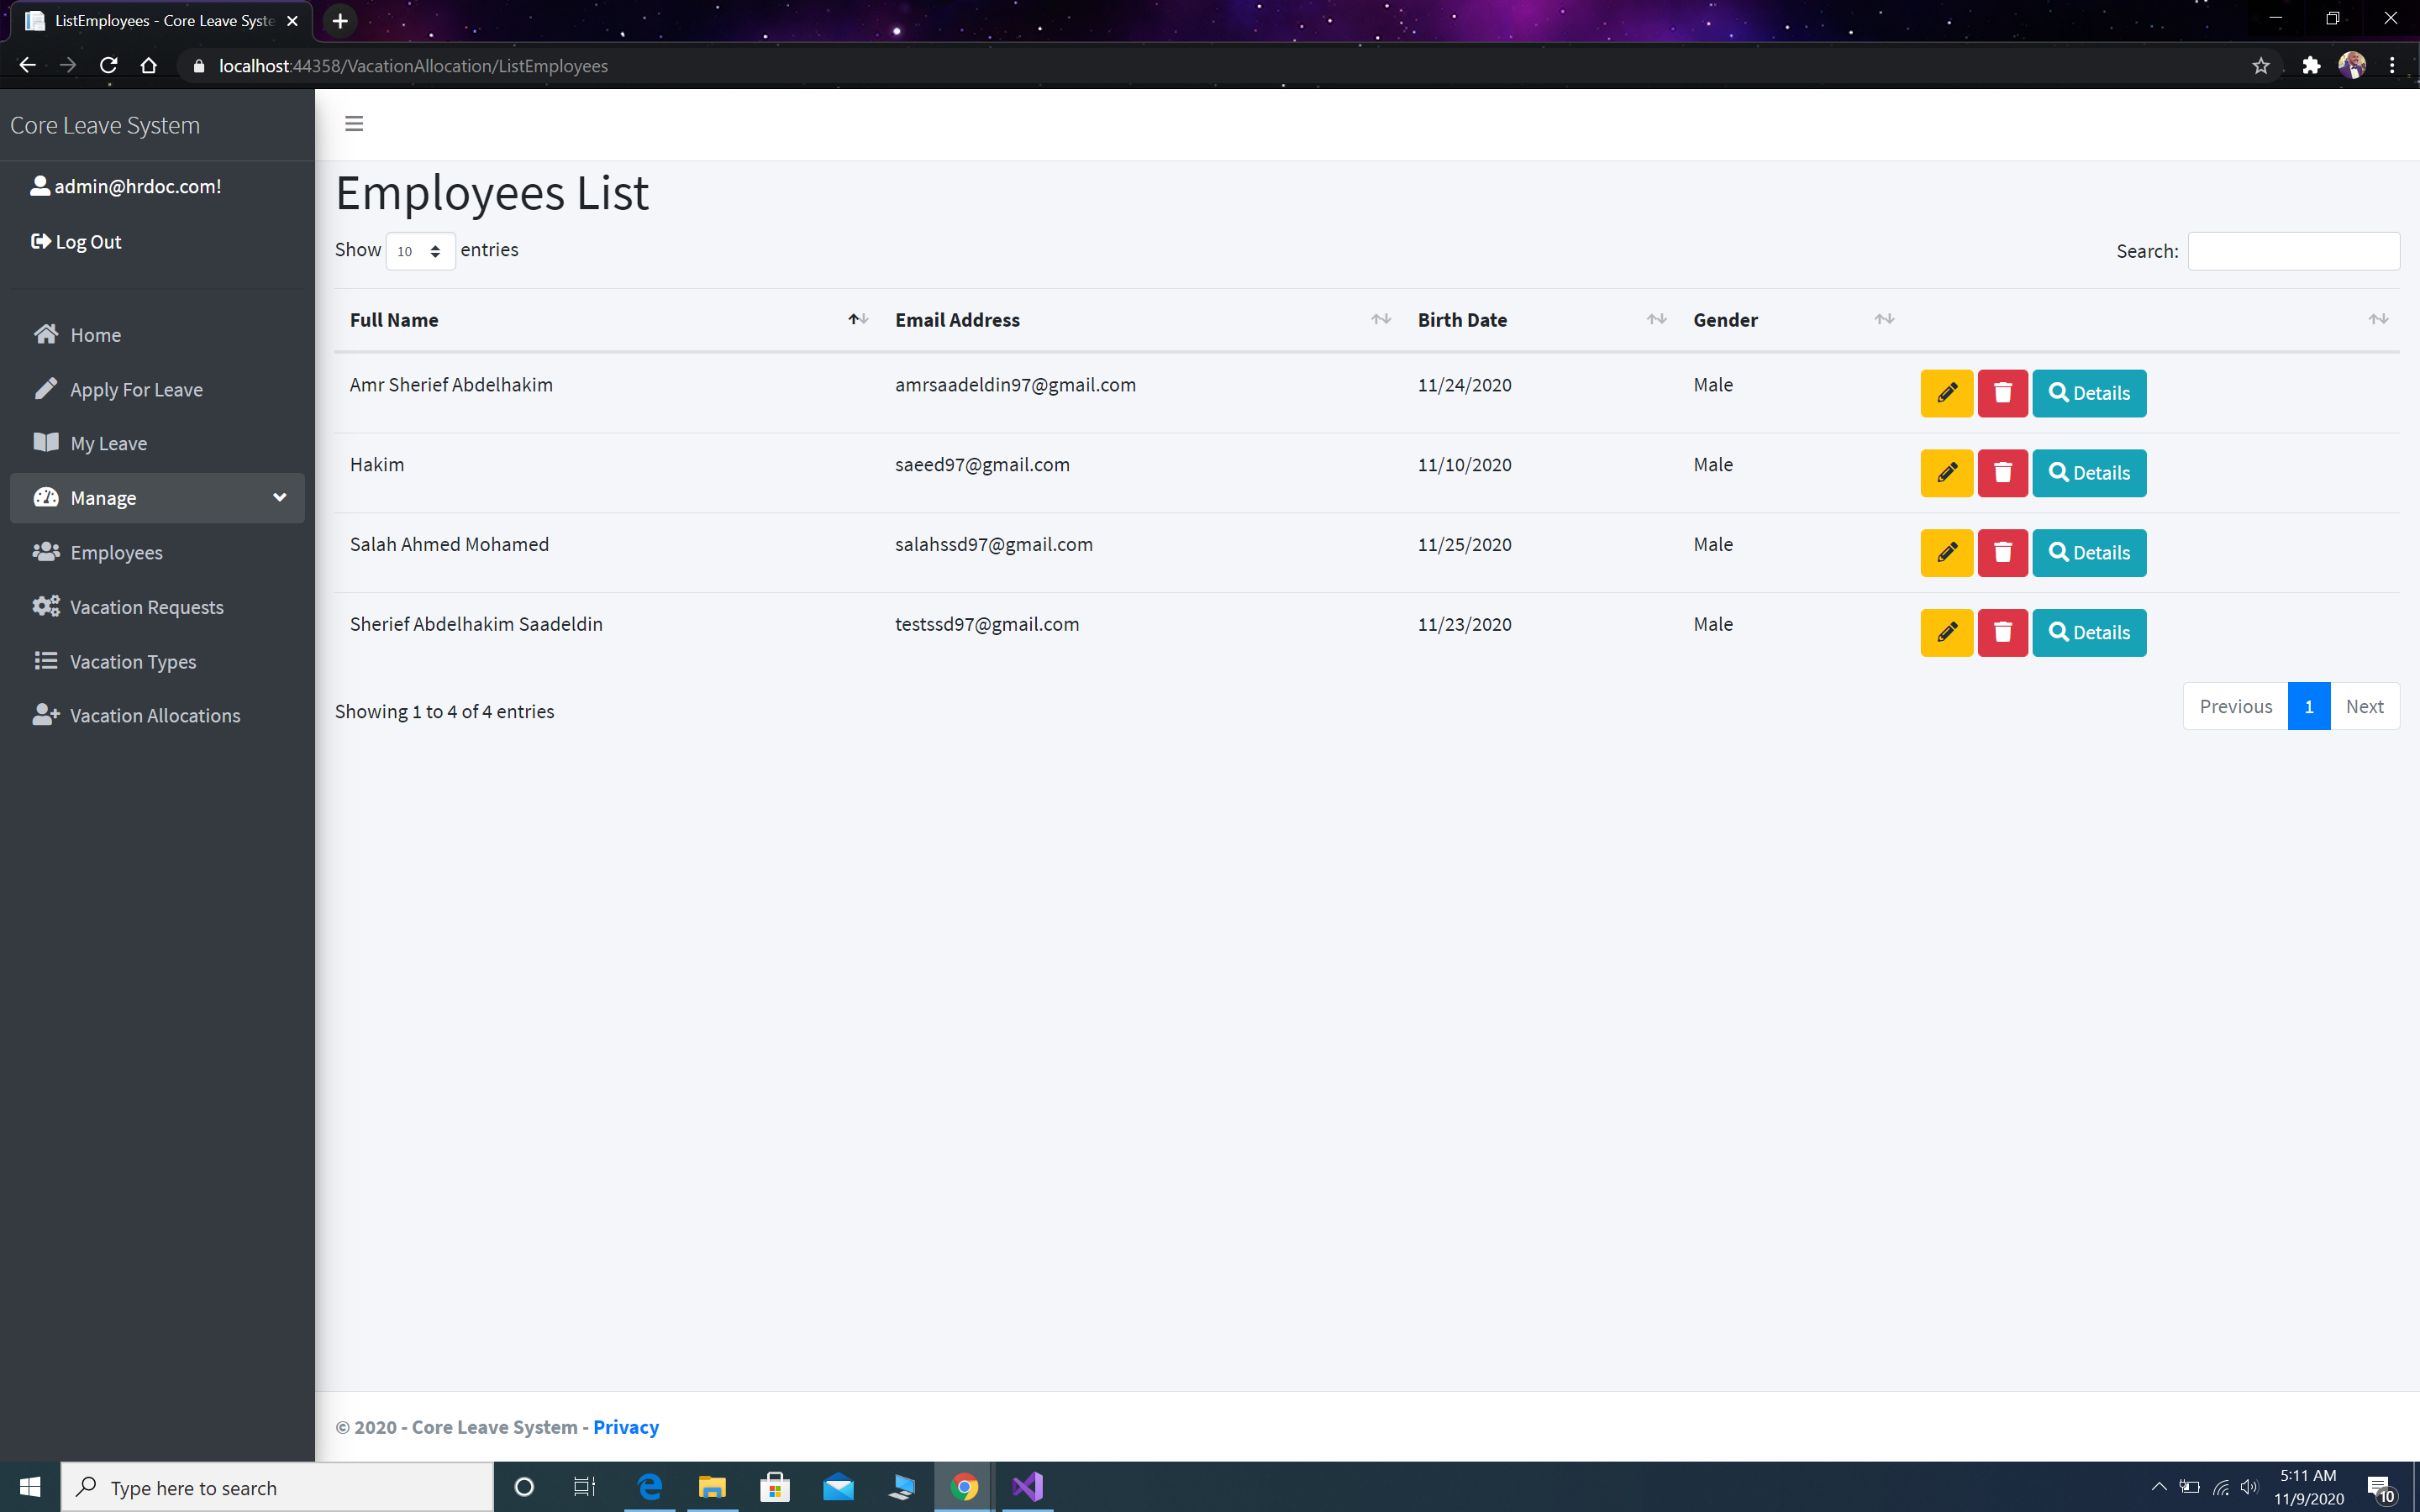 ListEmployees - Core Leave Syste
localhost:44358/VacationAllocation/ListEmployees
Core Leave System
admin@hrdoc.com!
Log Out
Home
Apply For Leave
My Leave
Manage
Employees
Vacation Requests
Vacation Types
Vacation Allocations
Employees List
Show 10 entries
Search:
Full Name Email Address Birth Date Gender
Amr Sherief Abdelhakim amrsaadeldin97@gmail.com 11/24/2020 Male Details
Hakim saeed97@gmail.com 11/10/2020 Male Details
Salah Ahmed Mohamed salahssd97@gmail.com 11/25/2020 Male Details
Sherief Abdelhakim Saadeldin testssd97@gmail.com 11/23/2020 Male Details
Showing 1 to 4 of 4 entries
Previous 1 Next
© 2020 - Core Leave System - Privacy
Type here to search
5:11 AM
11/9/2020
10